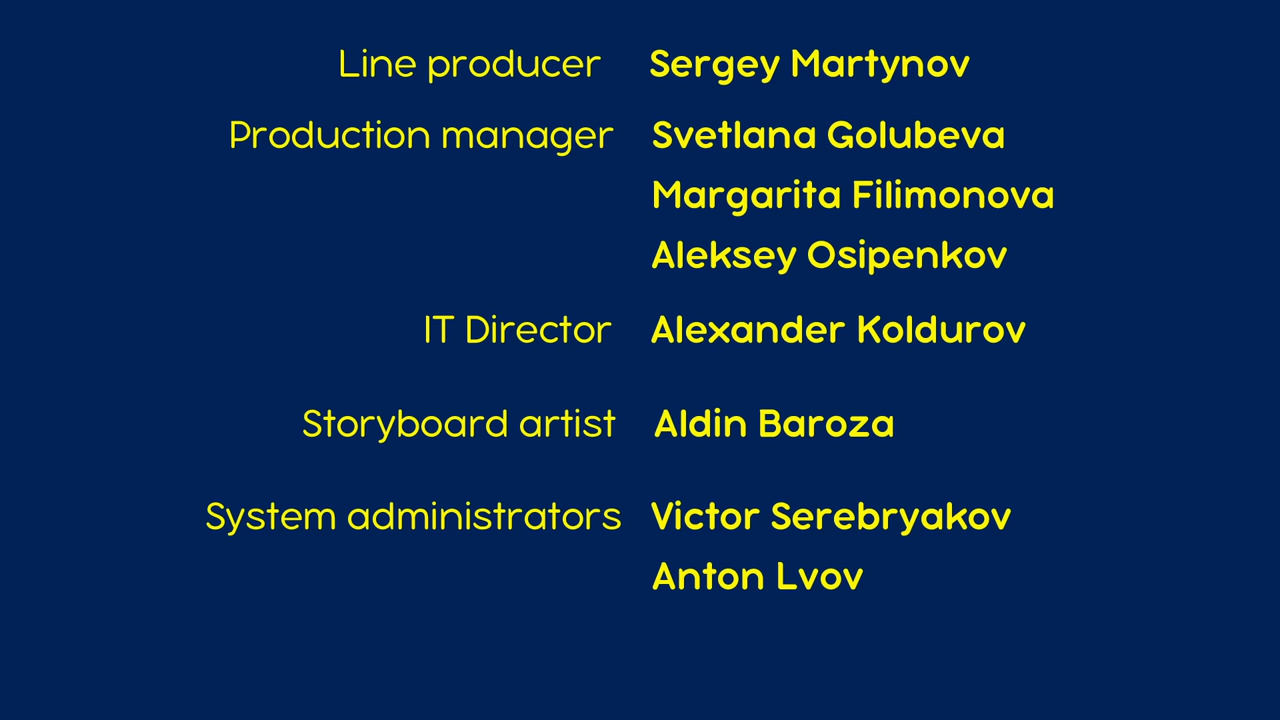 Line producer Sergey Martynov
Production manager Svetlana Golubeva
Margarita Filimonova
Aleksey Osipenkov
IT Director Alexander Koldurov
Storyboard artist Aldin Baroza
System administrators Victor Serebryakov
Anton Lvov